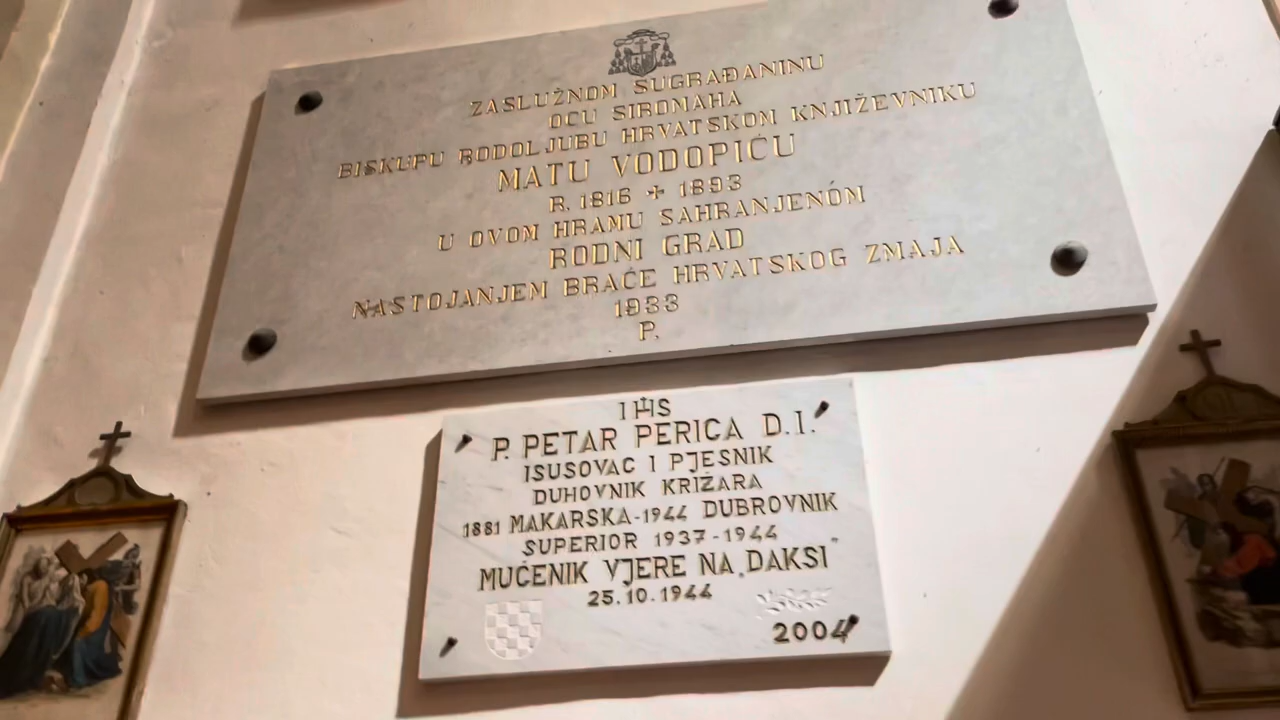 ZASLUŽNOM SUGRAĐANINU
OCU SIROMAHA
BISKUPU RODOLJUBU HRVATSKOM KNJIŽEVNIKU
MATU VODOPIĆU
R. 1816 ✝ 1893
U OVOM HRAMU SAHRANJENOM
RODNI GRAD
NASTOJANJEM BRAĆE HRVATSKOG ZMAJA
1933
P.
IHS
P. PETAR PERICA D.I.
ISUSOVAC I PJESNIK
DUHOVNIK KRIŽARA
1881 MAKARSKA-1944 DUBROVNIK
SUPERIOR 1937-1944
MUČENIK VJERE NA „DAKSI”
25.10.1944
2004